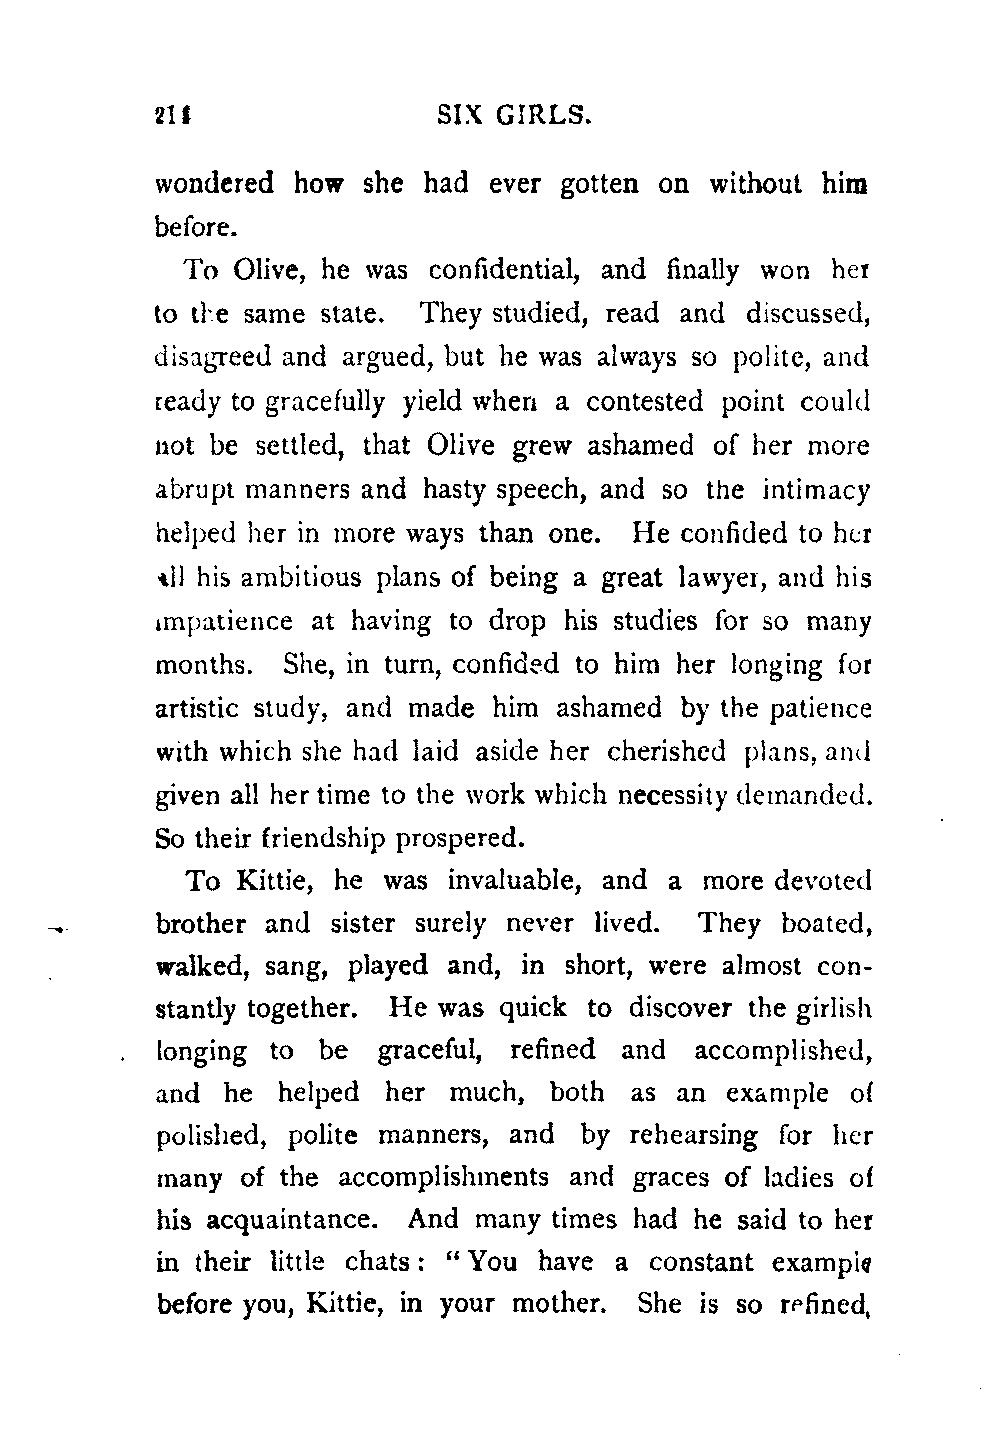 SIX GIRLS.
wondered how she had ever gotten on without him
before.
To Olive, he was confidential, and finally won her
to the same state. They studied, read and discussed,
disagreed and argued, but he was always so polite, and
ready to gracefully yield when a contested point could
not be settled, that Olive grew ashamed of her more
abrupt manners and hasty speech, and so the intimacy
helped her in more ways than one. He confided to her
all his ambitious plans of being a great lawyer, and his
impatience at having to drop his studies for so many
months. She, in turn, confided to him her longing for
artistic study, and made him ashamed by the patience
with which she had laid aside her cherished plans, and
given all her time to the work which necessity demanded.
So their friendship prospered.
To Kittie, he was invaluable, and a more devoted
brother and sister surely never lived. They boated,
walked, sang, played and, in short, were almost con-
stantly together. He was quick to discover the girlish
longing to be graceful, refined and accomplished,
and he helped her much, both as an example of
polished, polite manners, and by rehearsing for her
many of the accomplishments and graces of ladies of
his acquaintance. And many times had he said to her
in their little chats: "You have a constant example
before you, Kittie, in your mother. She is so refined,